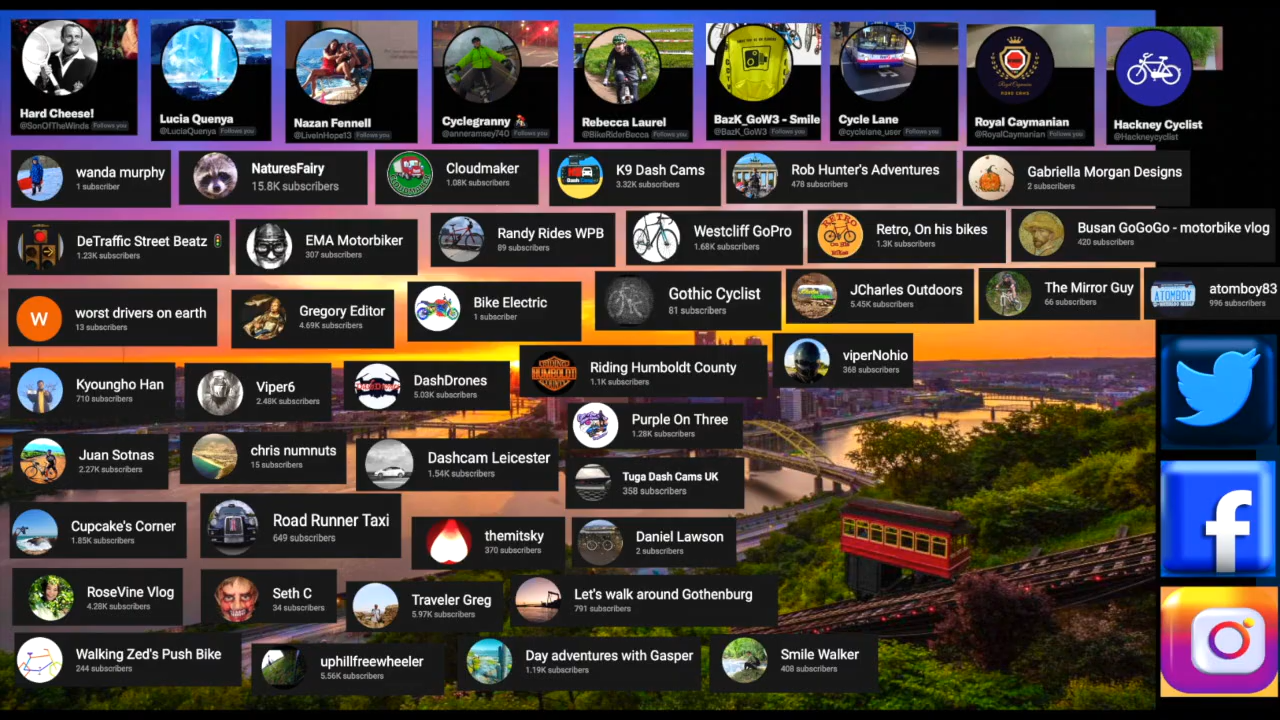 Hard Cheese!
@SonOfTheWinds Follows you
Lucia Quenya
@LuciaQuenya Follows you
Nazan Fennell
@LiveInHope13 Follows you
Cyclegranny
@anneramsey740 Follows you
Rebecca Laurel
@BikeRiderBecca Follows you
BazK_GoW3 - Smile
@BazK_GoW3 Follows you
Cycle Lane
@cyclelane_user Follows you
Royal Caymanian
@RoyalCaymanian Follows you
Hackney Cyclist
@Hackneycyclist
wanda murphy
1 subscriber
NaturesFairy
15.8K subscribers
Cloudmaker
1.08K subscribers
K9 Dash Cams
3.32K subscribers
Rob Hunter's Adventures
478 subscribers
Gabriella Morgan Designs
2 subscribers
DeTraffic Street Beatz 🚦
1.23K subscribers
EMA Motorbiker
307 subscribers
Randy Rides WPB
89 subscribers
Westcliff GoPro
1.68K subscribers
RETRO
Retro, On his bikes
1.3K subscribers
Busan GoGoGo - motorbike vlog
420 subscribers
W
worst drivers on earth
13 subscribers
Gregory Editor
4.69K subscribers
Bike Electric
1 subscriber
Gothic Cyclist
81 subscribers
JCharles Outdoors
5.45K subscribers
The Mirror Guy
66 subscribers
ATOMBOY
atomboy83
996 subscribers
Kyoungho Han
710 subscribers
Viper6
2.48K subscribers
DashDrones
5.03K subscribers
RIDING
HUMBOLDT
COUNTY
Riding Humboldt County
1.1K subscribers
viperNohio
368 subscribers
Juan Sotnas
2.27K subscribers
chris numnuts
15 subscribers
Dashcam Leicester
1.54K subscribers
Purple On Three
1.28K subscribers
Tuga Dash Cams UK
358 subscribers
Cupcake's Corner
1.85K subscribers
Road Runner Taxi
649 subscribers
themitsky
370 subscribers
Daniel Lawson
2 subscribers
RoseVine Vlog
4.28K subscribers
Seth C
34 subscribers
Traveler Greg
5.97K subscribers
Let's walk around Gothenburg
791 subscribers
Walking Zed's Push Bike
244 subscribers
uphillfreewheeler
5.56K subscribers
Day adventures with Gasper
1.19K subscribers
Smile Walker
408 subscribers